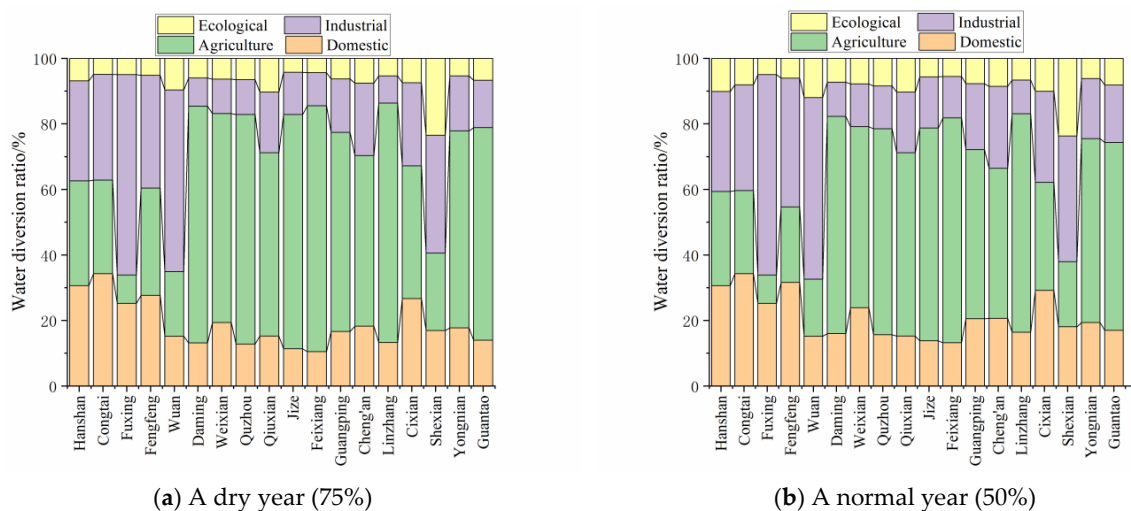 Ecological Industrial
Agriculture Domestic
Water diversion ratio/%
100
80
60
40
20
0
Hanshan
Congtai
Fuxing
Fengfeng
Wuan
Daming
Weixian
Quzhou
Qiuxian
Jize
Feixiang
Guangping
Cheng'an
Linzhang
Cixian
Shexian
Yongnian
Guantao
(a) A dry year (75%)
Ecological Industrial
Agriculture Domestic
Water diversion ratio/%
100
80
60
40
20
0
Hanshan
Congtai
Fuxing
Fengfeng
Wuan
Daming
Weixian
Quzhou
Qiuxian
Jize
Feixiang
Guangping
Cheng'an
Linzhang
Cixian
Shexian
Yongnian
Guantao
(b) A normal year (50%)